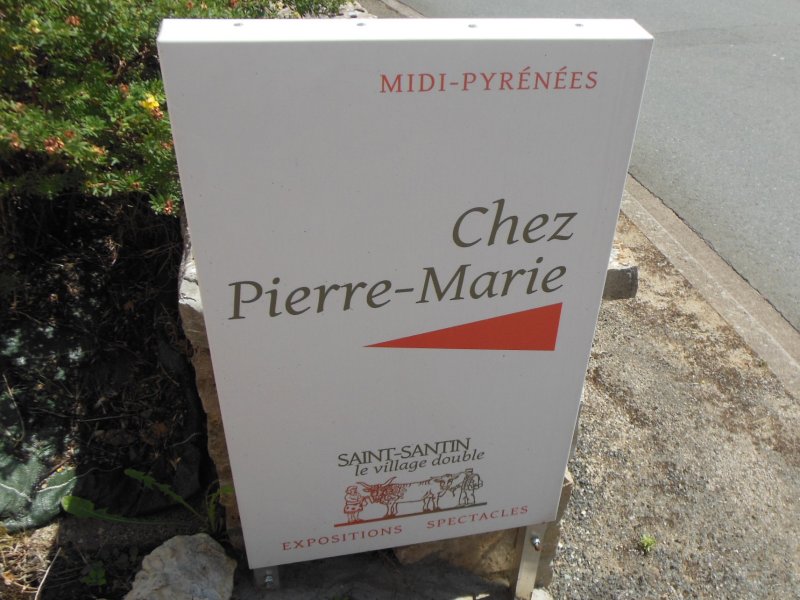 MIDI-PYRÉNÉES
Chez
Pierre-Marie
SAINT-SANTIN
le village double
EXPOSITIONS SPECTACLES